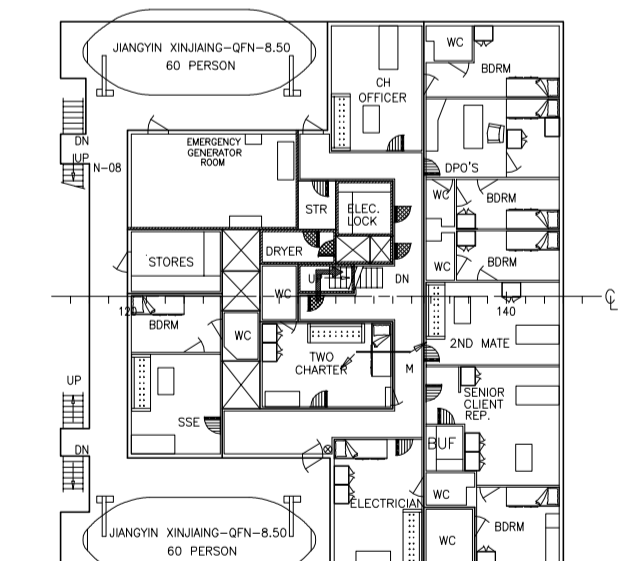 JIANGYIN XINJIAING-QFN-8.50
60 PERSON
WC
BDRM
CH
OFFICER
DN
UP
N-08
EMERGENCY
GENERATOR
ROOM
DPO'S
STR
ELEC.
LOCK
WC
BDRM
DRYER
STORES
WC
BDRM
UP
DN
WC
120
140
BDRM
WC
2ND MATE
TWO
CHARTER
M
UP
SENIOR
CLIENT
REP.
SSE
DN
BUF
WC
ELECTRICIAN
JIANGYIN XINJIAING-QFN-8.50
60 PERSON
BDRM
WC